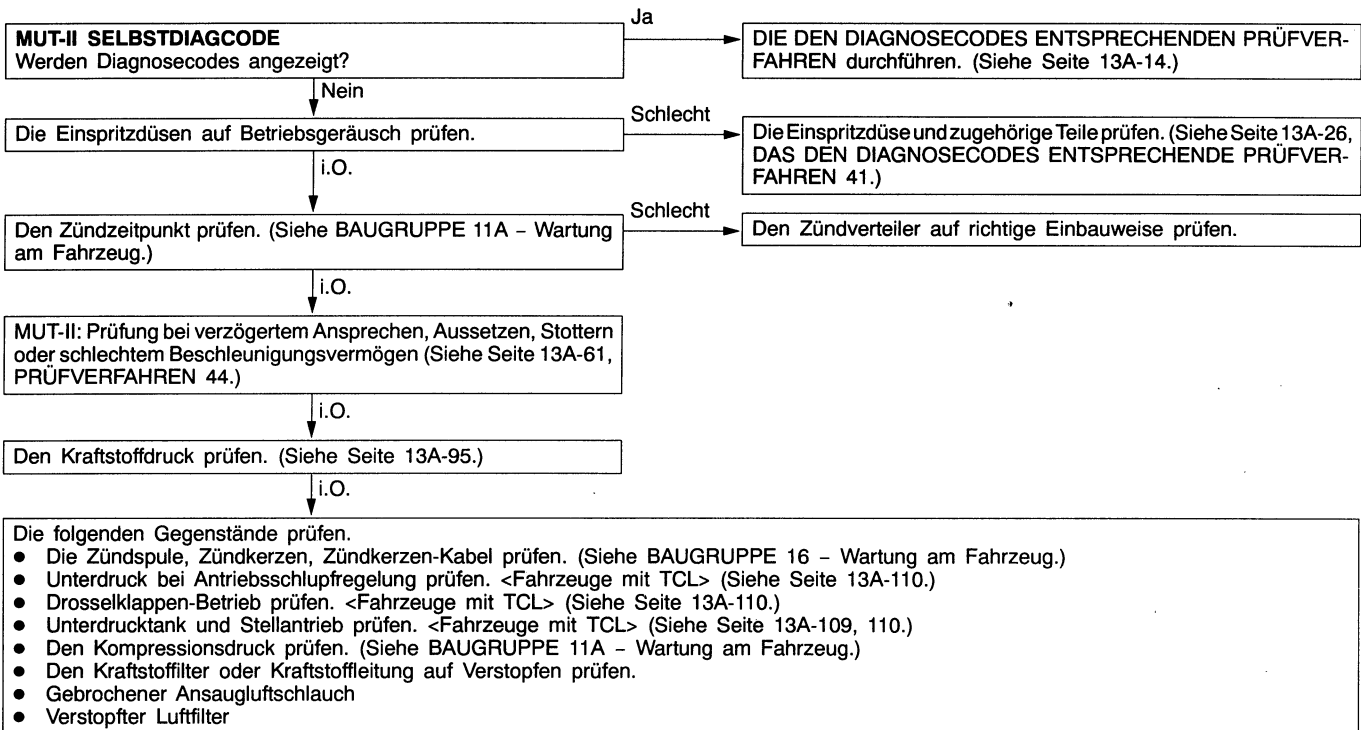 Ja
MUT-II SELBSTDIAGCODE
Werden Diagnosecodes angezeigt?
DIE DEN DIAGNOSECODES ENTSPRECHENDEN PRÜFVER-
FAHREN durchführen. (Siehe Seite 13A-14.)
Nein
Schlecht
Die Einspritzdüsen auf Betriebsgeräusch prüfen.
Die Einspritzdüse und zugehörige Teile prüfen. (Siehe Seite 13A-26,
DAS DEN DIAGNOSECODES ENTSPRECHENDE PRÜFVER-
FAHREN 41.)
i.O.
Schlecht
Den Zündzeitpunkt prüfen. (Siehe BAUGRUPPE 11A – Wartung
am Fahrzeug.)
Den Zündverteiler auf richtige Einbauweise prüfen.
i.O.
MUT-II: Prüfung bei verzögertem Ansprechen, Aussetzen, Stottern
oder schlechtem Beschleunigungsvermögen (Siehe Seite 13A-61,
PRÜFVERFAHREN 44.)
i.O.
Den Kraftstoffdruck prüfen. (Siehe Seite 13A-95.)
i.O.
Die folgenden Gegenstände prüfen.
● Die Zündspule, Zündkerzen, Zündkerzen-Kabel prüfen. (Siehe BAUGRUPPE 16 – Wartung am Fahrzeug.)
● Unterdruck bei Antriebsschlupfregelung prüfen. <Fahrzeuge mit TCL> (Siehe Seite 13A-110.)
● Drosselklappen-Betrieb prüfen. <Fahrzeuge mit TCL> (Siehe Seite 13A-110.)
● Unterdrucktank und Stellantrieb prüfen. <Fahrzeuge mit TCL> (Siehe Seite 13A-109, 110.)
● Den Kompressionsdruck prüfen. (Siehe BAUGRUPPE 11A – Wartung am Fahrzeug.)
● Den Kraftstoffilter oder Kraftstoffleitung auf Verstopfen prüfen.
● Gebrochener Ansaugluftschlauch
● Verstopfter Luftfilter